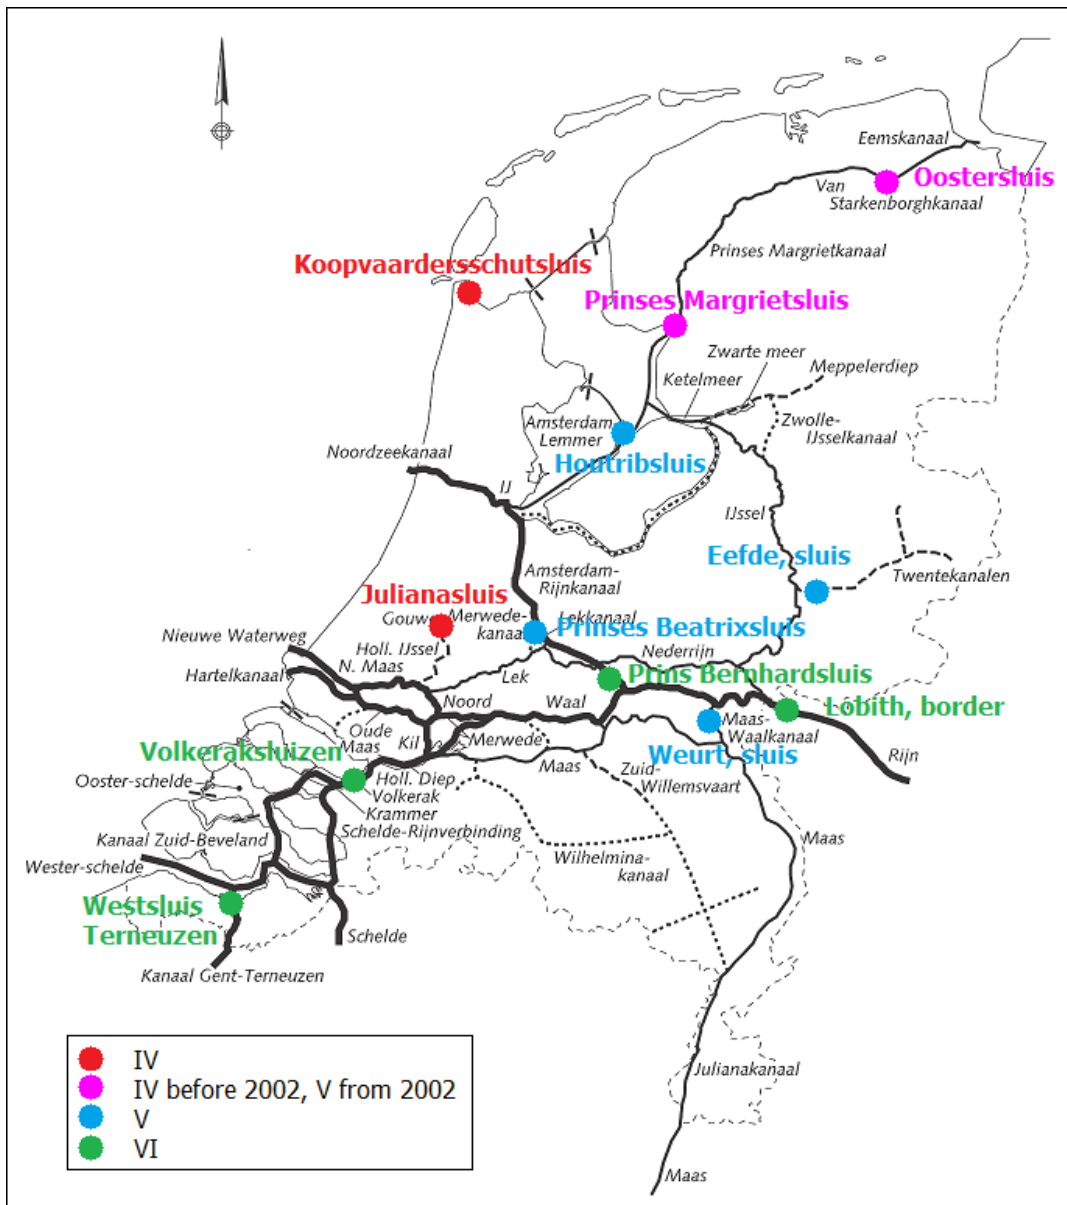 Eemskanaal
Oostersluis
Van
Starkenborghkanaal
Prinses Margrietkanaal
Koopvaardersschutsluis
Prinses Margrietsluis
Zwarte meer
Meppelerdiep
Ketelmeer
Amsterdam
Lemmer
Zwolle-
IJsselkanaal
Noordzeekanaal
Houtribsluis
IJ
IJssel
Eefde, sluis
Twentekanalen
Amsterdam-
Rijnkanaal
Julianasluis
Gouwe
Merwede-
kanaal
Lekkanaal
Prinses Beatrixsluis
Nieuwe Waterweg
Holl. IJssel
Nederrijn
Hartelkanaal
N. Maas
Lek
Prins Bernhardsluis
Noord
Waal
Lobith, border
Oude
Maas
Kil
Merwede
Maas-
Waalkanaal
Volkeraksluizen
Weurt, sluis
Rijn
Maas
Zuid-
Willemsvaart
Ooster-schelde
Holl. Diep
Volkerak
Krammer
Schelde-Rijnverbinding
Kanaal Zuid-Beveland
Maas
Wester-schelde
Wilhelmina-
kanaal
Westsluis
Terneuzen
Schelde
Kanaal Gent-Terneuzen
Julianakanaal
Maas
IV
IV before 2002, V from 2002
V
VI